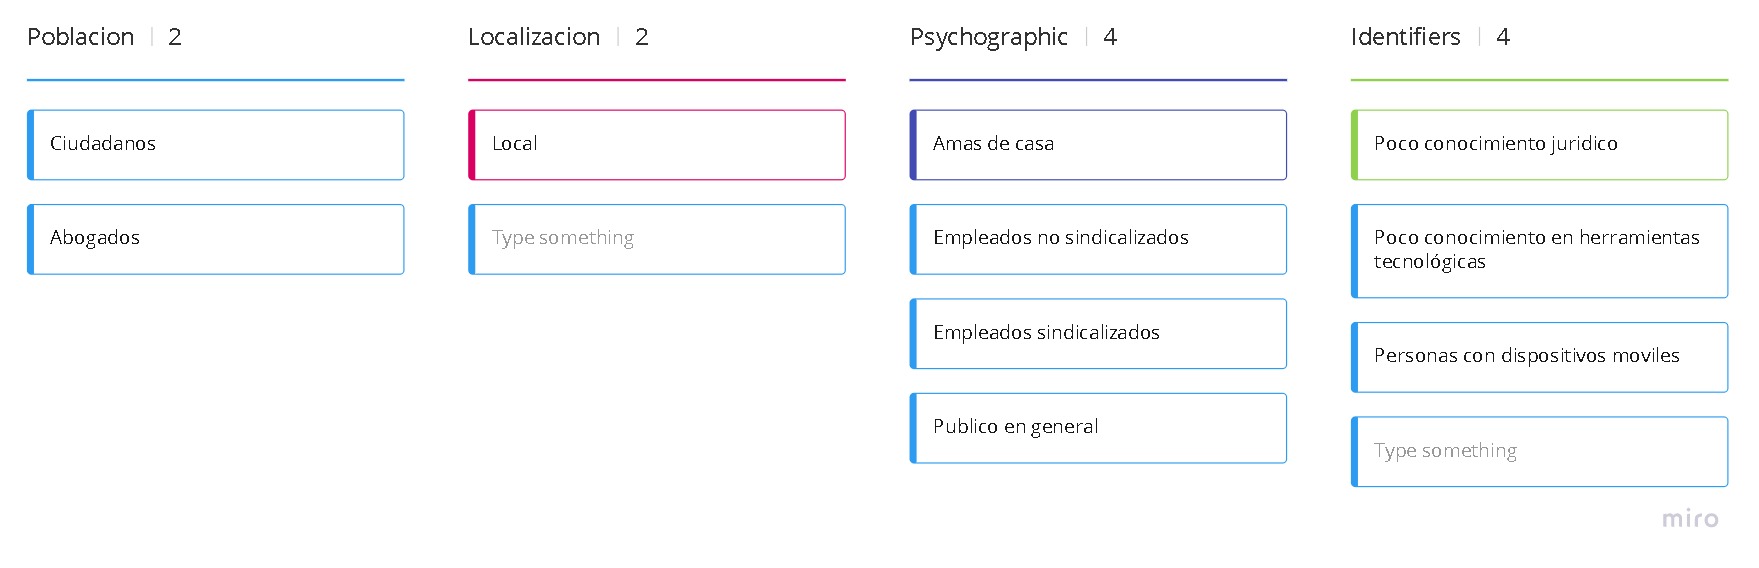 Poblacion | 2
Ciudadanos
Abogados
Localizacion | 2
Local
Type something
Psychographic | 4
Amas de casa
Empleados no sindicalizados
Empleados sindicalizados
Publico en general
Identifiers | 4
Poco conocimiento juridico
Poco conocimiento en herramientas
tecnológicas
Personas con dispositivos moviles
Type something
miro